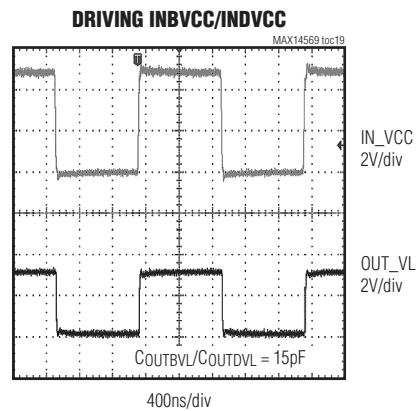 DRIVING INBVCC/INDVCC
MAX14569 toc19
IN_VCC
2V/div
OUT_VL
2V/div
COUTBVL/COUTDVL = 15pF
400ns/div